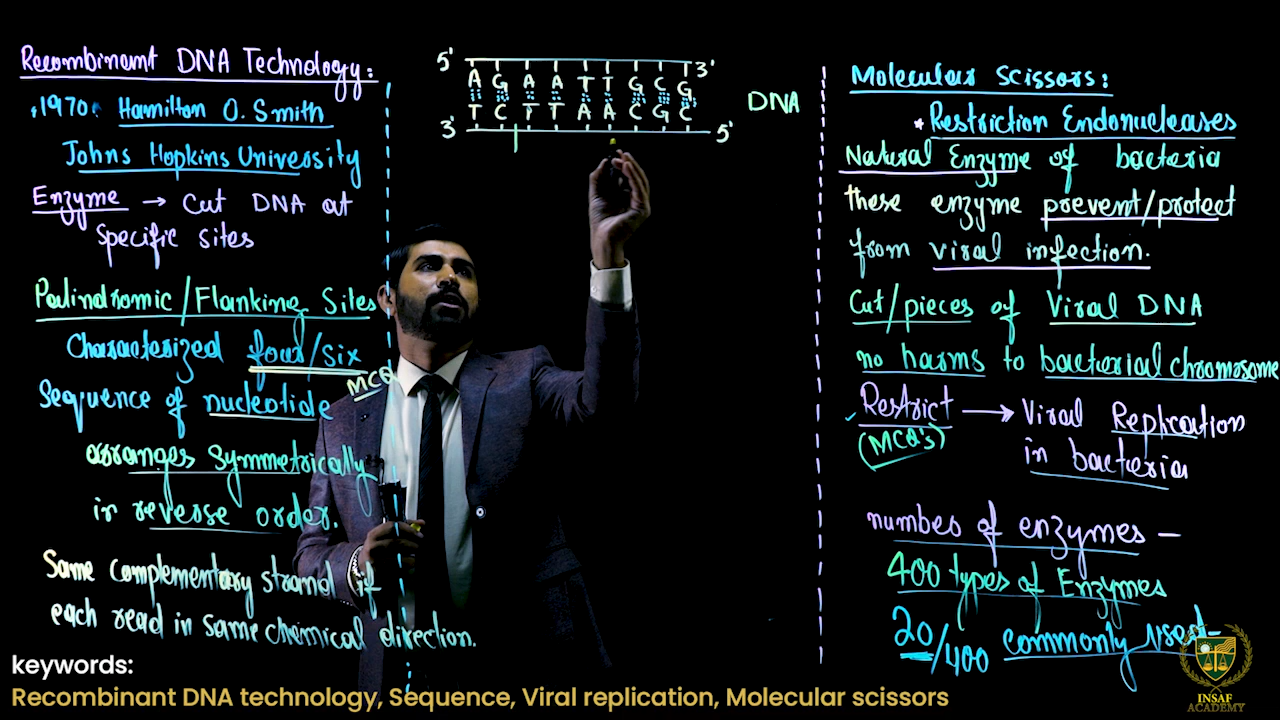 Recombinant DNA Technology:
1970: Hamilton O. Smith
Johns Hopkins University
Enzyme → Cut DNA at
Specific sites
Palindromic/Flanking Sites
Characterized four/six
MCQ
Sequence of nucleotide
arranges symmetrically
in reverse order.
Same complementary strand (if
each read in same chemical direction.
5' 3'
A G A A T T G C G
T C T T A A C G C
3' 5'
DNA
Molecular Scissors:
* Restriction Endonucleases
Natural Enzyme of bacteria
these enzyme prevent/protect
from viral infection.
Cut/pieces of Viral DNA
no harms to bacterial chromosome
Restrict → Viral Replication
(MCQ's)
in bacteria
numbes of enzymes –
400 types of Enzymes
20/400 commonly used
keywords:
Recombinant DNA technology, Sequence, Viral replication, Molecular scissors
INSAF
ACADEMY